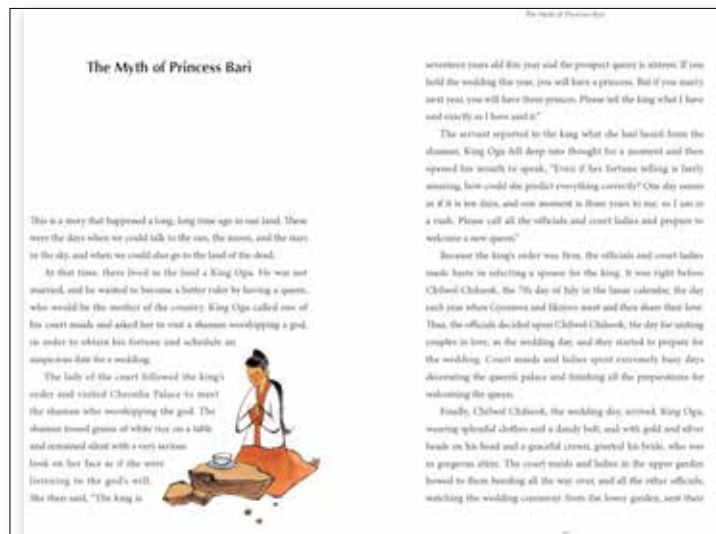 The Myth of Princess Bari
This is a story that happened a long, long time ago in our land. These
were the days when we could talk to the sun, the moon, and the stars
in the sky, and when we could also go to the land of the dead.
At that time, there lived in the land a King Ogu. He was not
married, and he wanted to become a better ruler by having a queen,
who would be the mother of the country. King Ogu called one of
his court maids and asked her to visit a shaman worshipping a god,
in order to obtain his fortune and schedule an
auspicious date for a wedding.
The lady of the court followed the king's
order and visited Palace to meet
the shaman who worshipping the god. The
shaman tossed grains of white rice on a table
and remained silent with a very serious
look on her face as if she were
listening to the god's will.
She then said, "The king is
The Myth of Princess Bari
seventeen years old this year and the prospect queen is sixteen. If you
hold the wedding this year, you will have a princess. But if you marry
next year, you will have three princes. Please tell the king what I have
said exactly as I have said it."
The servant reported to the king what she had heard from the
shaman. King Ogu fell deep into thought for a moment and then
opened his mouth to speak, "Even if her fortune telling is fairly
amazing, how could she predict everything correctly? One day seems
as if it is ten days, and one moment is three years to me, so I am in
a rush. Please call all the officials and court ladies and prepare to
welcome a new queen."
Because the king's order was firm, the officials and court ladies
made haste in selecting a spouse for the king. It was right before
Chilwol Chilseok, the 7th day of July in the lunar calendar, the day
each year when Gyeonwu and Jiknyeo meet and then share their love.
Thus, the officials decided upon Chilwol Chilseok, the day for uniting
couples in love, as the wedding day, and they started to prepare for
the wedding. Court maids and ladies spent extremely busy days
decorating the queen's palace and finishing all the preparations for
welcoming the queen.
Finally, Chilwol Chilseok, the wedding day, arrived. King Ogu,
wearing splendid clothes and a dandy belt, and with gold and silver
beads on his head and a graceful crown, greeted his bride, who was
in gorgeous attire. The court maids and ladies in the upper garden
bowed to them bending all the way over, and all the other officials,
watching the wedding ceremony from the lower garden, sent their